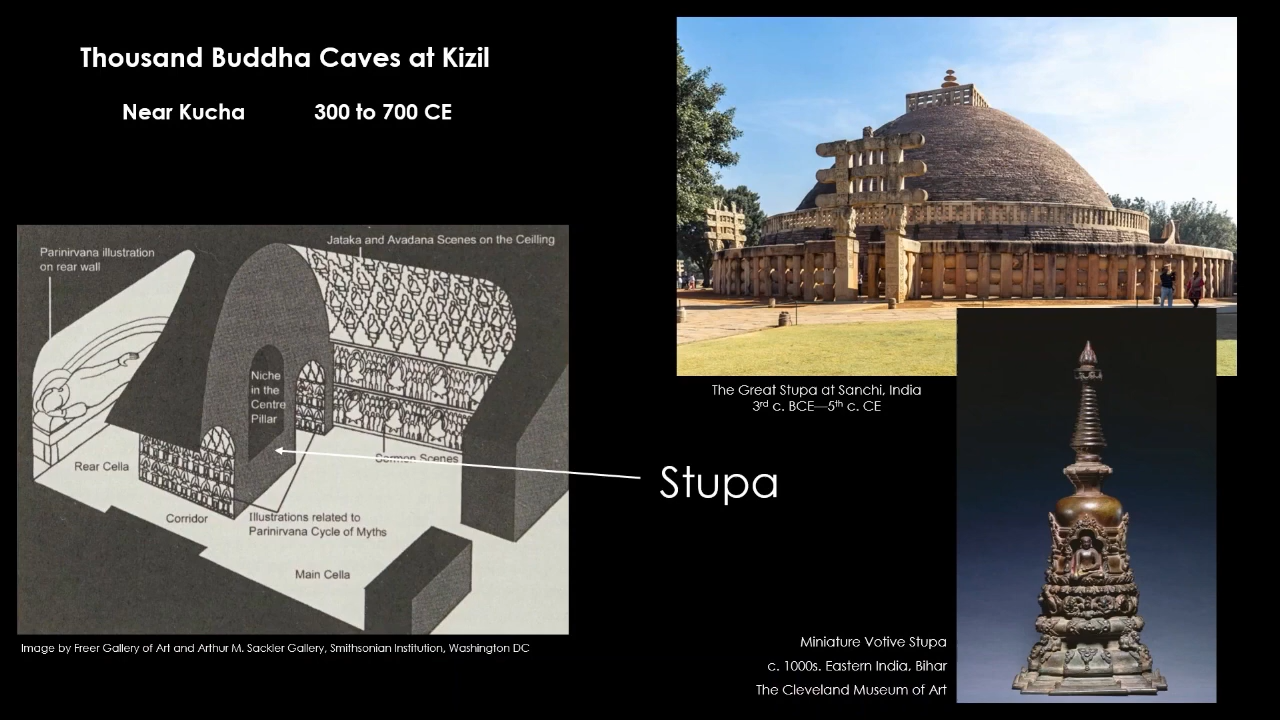 Thousand Buddha Caves at Kizil
Near Kucha 300 to 700 CE
Parinirvana illustration
on rear wall
Jataka and Avadana Scenes on the Ceilling
Niche
in the
Centre
Pillar
Rear Cella
Sermon Scenes
Corridor
Illustrations related to
Parinirvana Cycle of Myths
Main Cella
Image by Freer Gallery of Art and Arthur M. Sackler Gallery, Smithsonian Institution, Washington DC
The Great Stupa at Sanchi, India
3rd c. BCE—5th c. CE
Stupa
Miniature Votive Stupa
c. 1000s. Eastern India, Bihar
The Cleveland Museum of Art